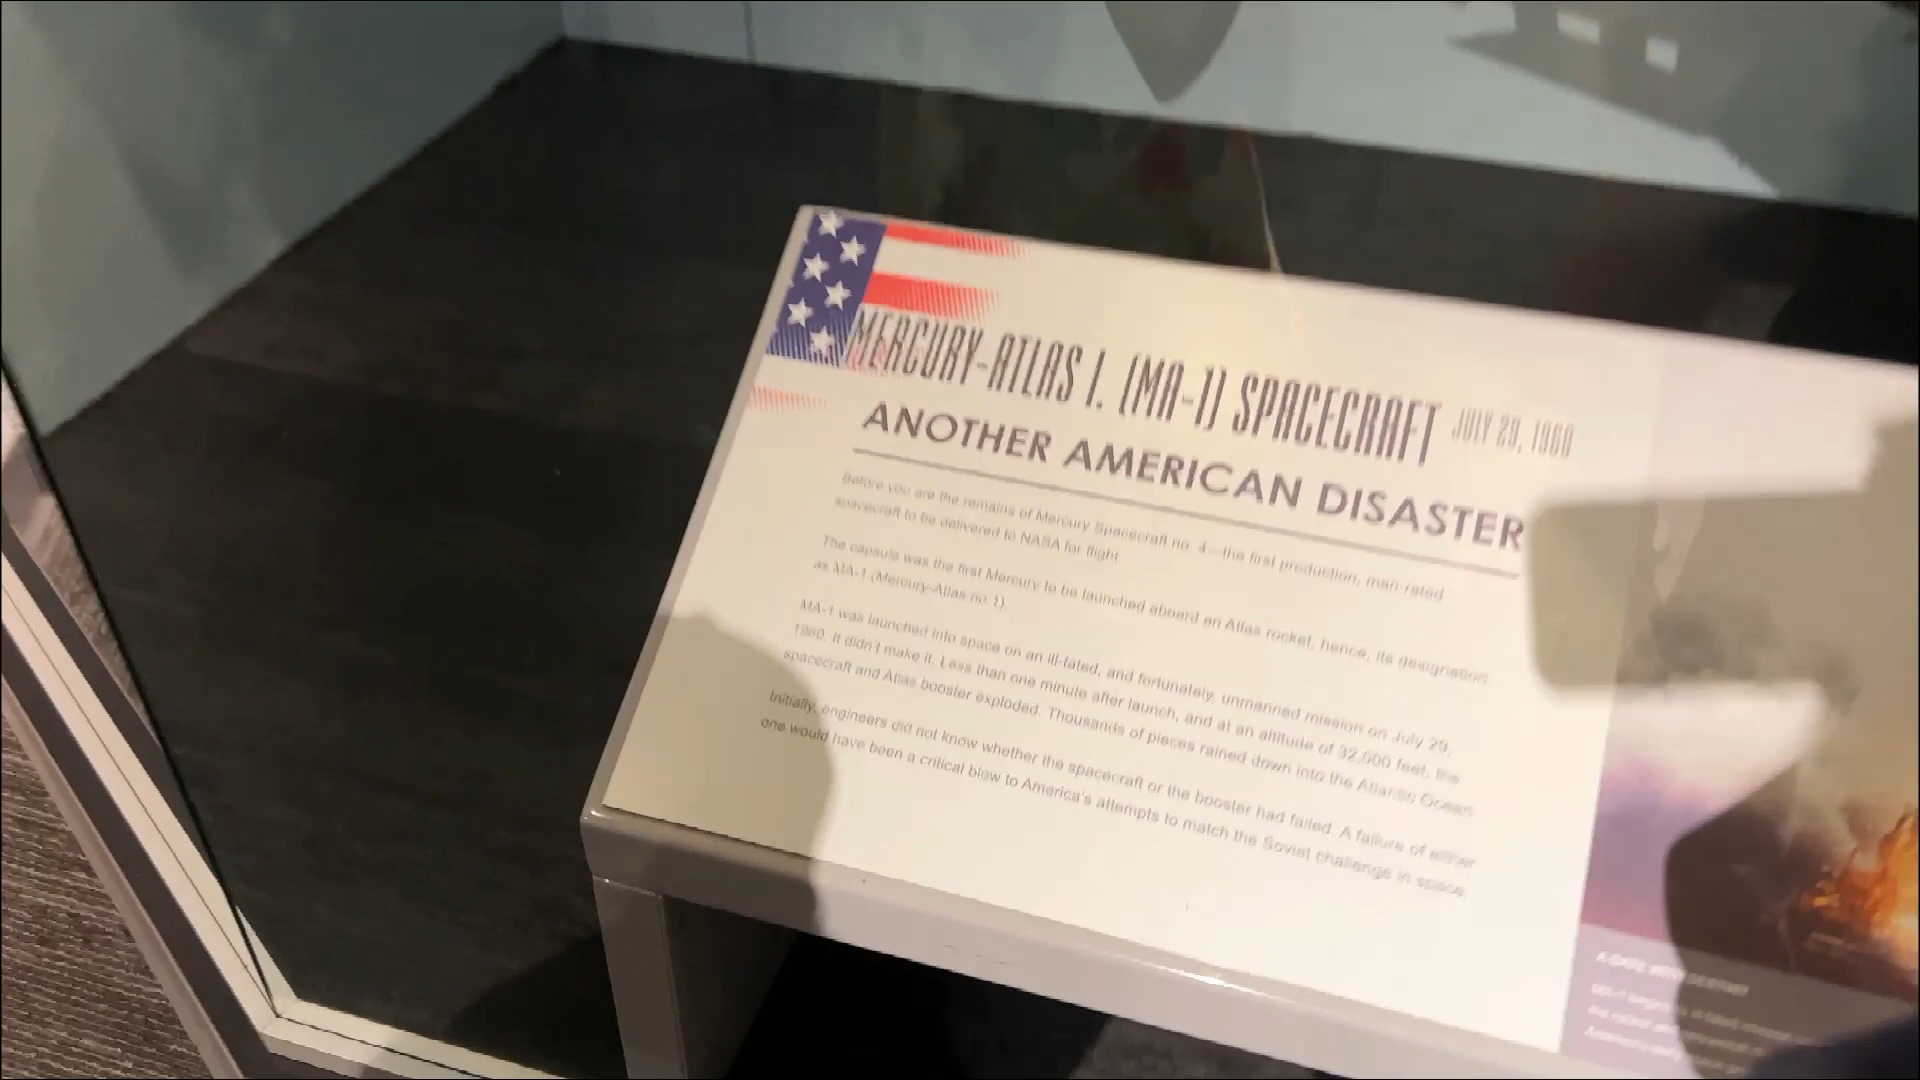 MERCURY-ATLAS 1. (MA-1) SPACECRAFT JULY 29, 1960
ANOTHER AMERICAN DISASTER
Before you are the remains of Mercury Spacecraft no. 4—the first production, man-rated
spacecraft to be delivered to NASA for flight.
The capsule was the first Mercury to be launched aboard an Atlas rocket, hence, its designation
as MA-1 (Mercury-Atlas no. 1).
MA-1 was launched into space on an ill-fated, and fortunately, unmanned mission on July 29,
1960. It didn't make it. Less than one minute after launch, and at an altitude of 32,000 feet, the
spacecraft and Atlas booster exploded. Thousands of pieces rained down into the Atlantic Ocean.
Initially, engineers did not know whether the spacecraft or the booster had failed. A failure of either
one would have been a critical blow to America's attempts to match the Soviet challenge in space.
A DATE WITH DESTINY